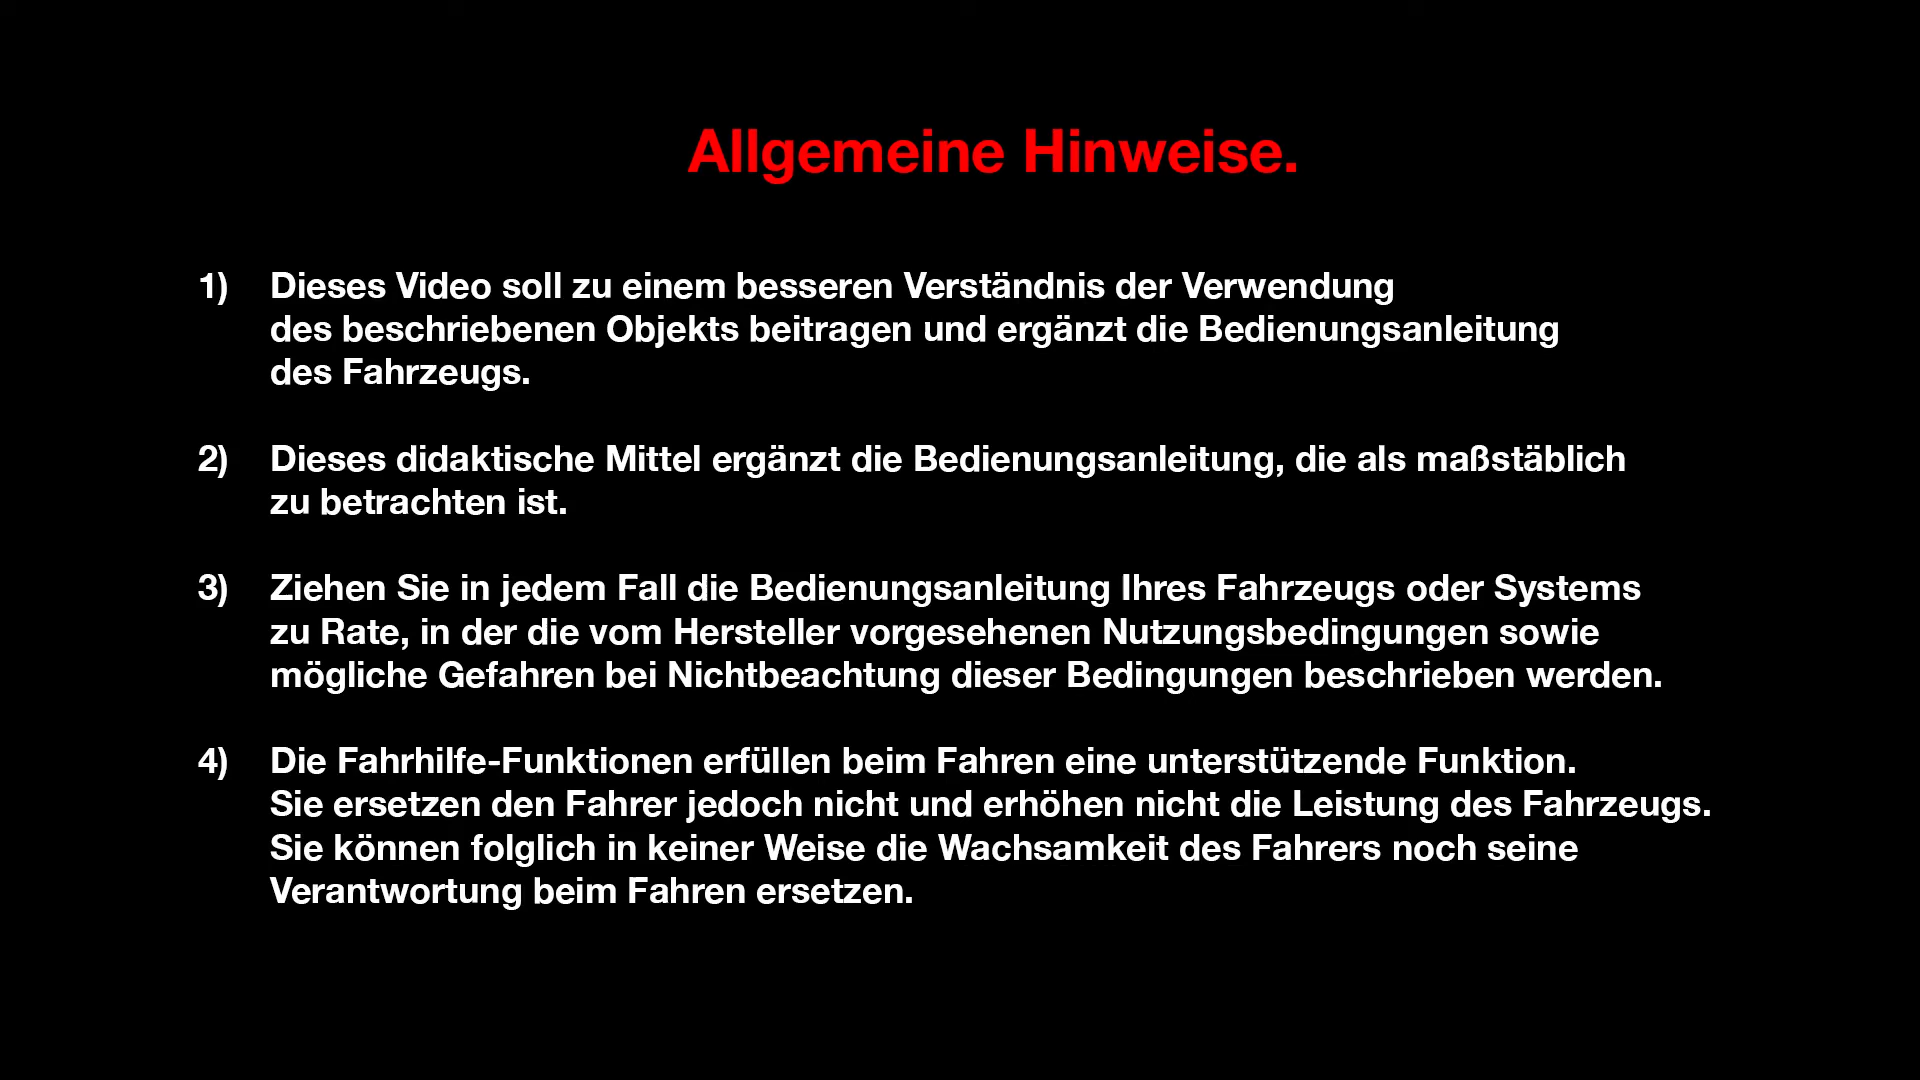 Allgemeine Hinweise.
1) Dieses Video soll zu einem besseren Verständnis der Verwendung
des beschriebenen Objekts beitragen und ergänzt die Bedienungsanleitung
des Fahrzeugs.
2) Dieses didaktische Mittel ergänzt die Bedienungsanleitung, die als maßstäblich
zu betrachten ist.
3) Ziehen Sie in jedem Fall die Bedienungsanleitung Ihres Fahrzeugs oder Systems
zu Rate, in der die vom Hersteller vorgesehenen Nutzungsbedingungen sowie
mögliche Gefahren bei Nichtbeachtung dieser Bedingungen beschrieben werden.
4) Die Fahrhilfe-Funktionen erfüllen beim Fahren eine unterstützende Funktion.
Sie ersetzen den Fahrer jedoch nicht und erhöhen nicht die Leistung des Fahrzeugs.
Sie können folglich in keiner Weise die Wachsamkeit des Fahrers noch seine
Verantwortung beim Fahren ersetzen.